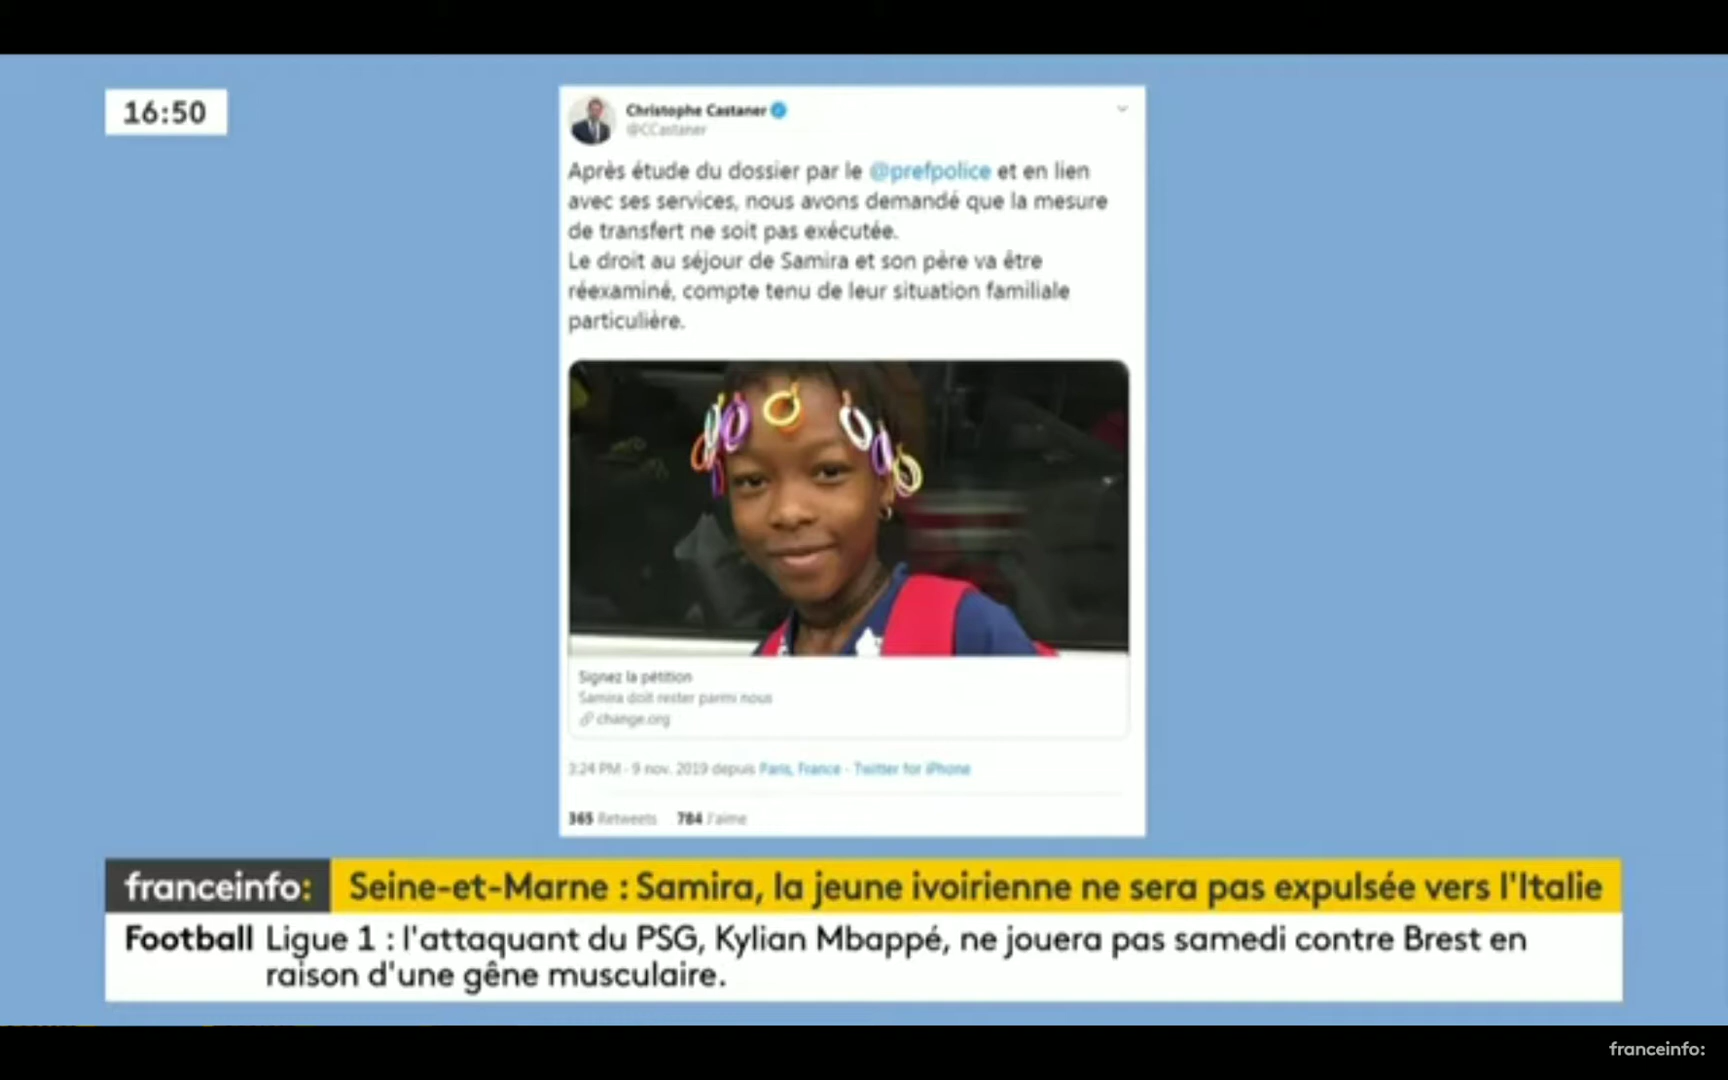 16:50
Christophe Castaner
@CCastaner
Après étude du dossier par le @prefpolice et en lien
avec ses services, nous avons demandé que la mesure
de transfert ne soit pas exécutée.
Le droit au séjour de Samira et son père va être
réexaminé, compte tenu de leur situation familiale
particulière.
Signez la pétition
Samira doit rester parmi nous
change.org
3:24 PM - 9 nov. 2019 depuis Paris, France - Twitter for iPhone
365 Retweets 784 J'aime
franceinfo: Seine-et-Marne : Samira, la jeune ivoirienne ne sera pas expulsée vers l'Italie
Football Ligue 1 : l'attaquant du PSG, Kylian Mbappé, ne jouera pas samedi contre Brest en
raison d'une gêne musculaire.
franceinfo: